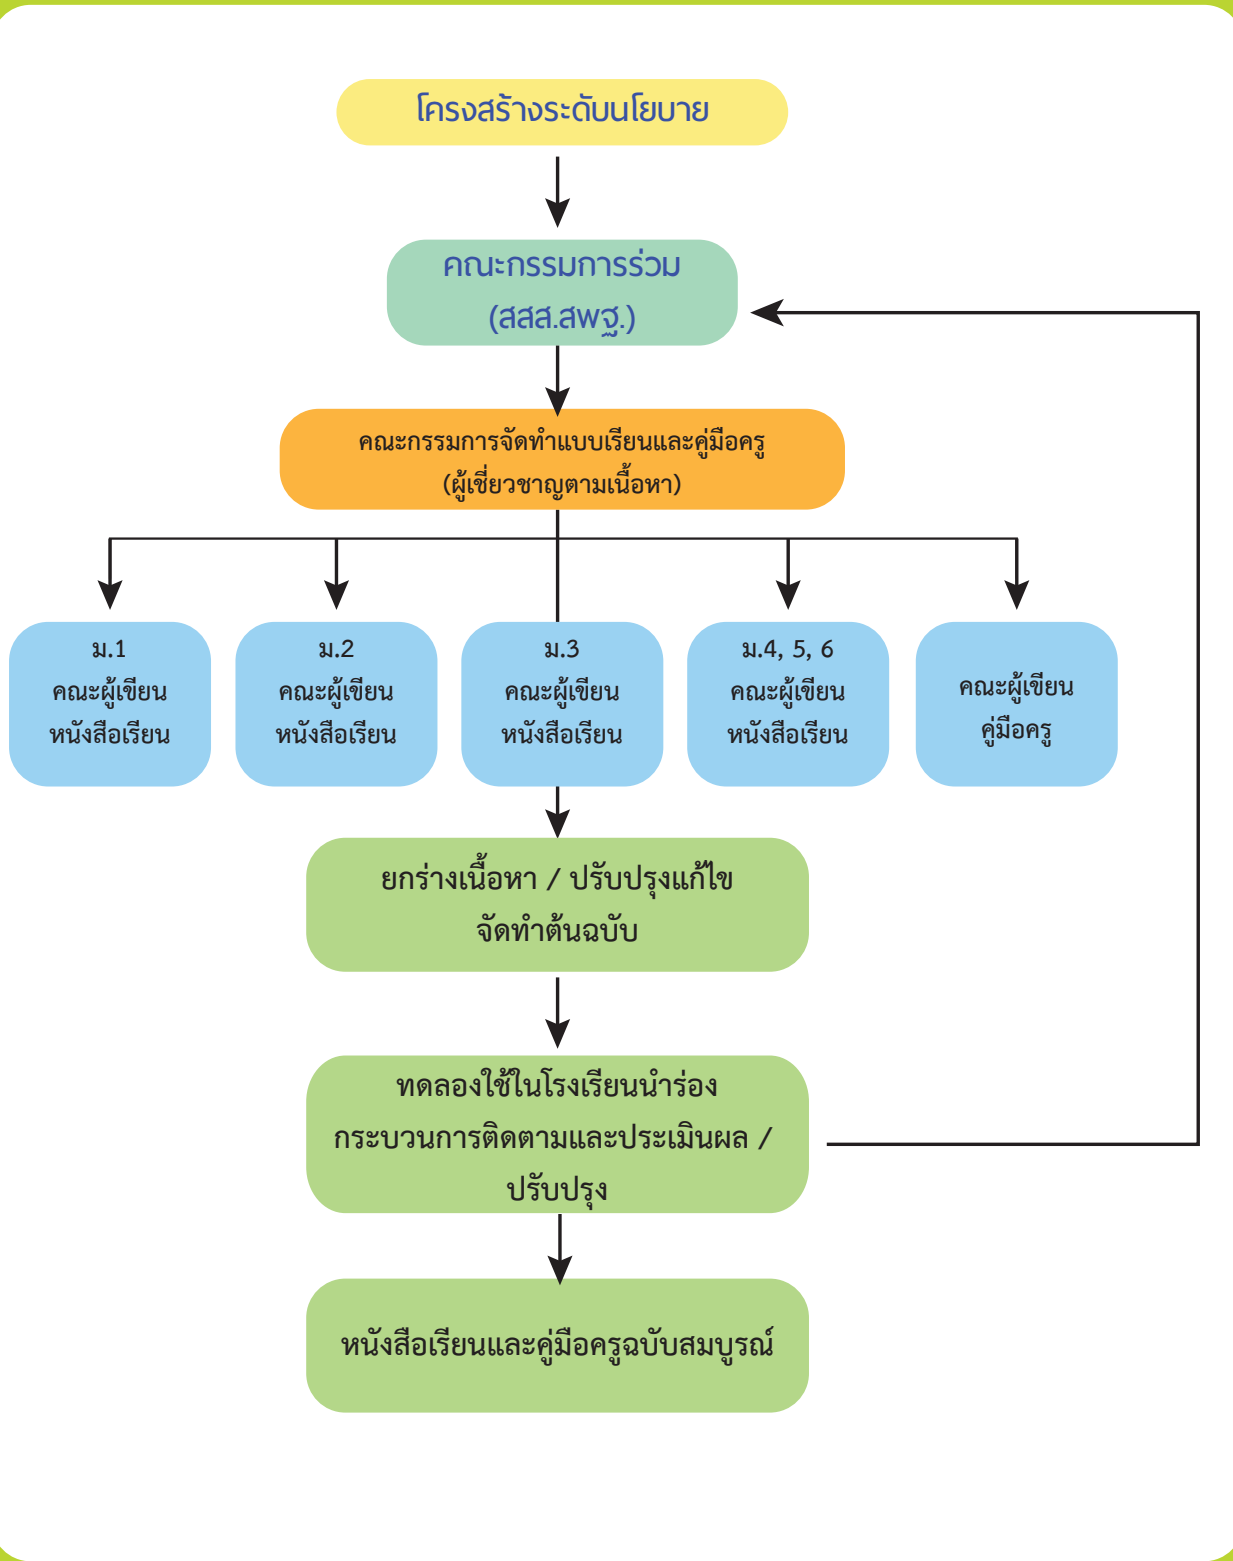 โครงสร้างระดับนโยบาย
คณะกรรมการร่วม
(สสส.สพฐ.)
คณะกรรมการจัดทำแบบเรียนและคู่มือครู
(ผู้เชี่ยวชาญตามเนื้อหา)
ม.1
คณะผู้เขียน
หนังสือเรียน
ม.2
คณะผู้เขียน
หนังสือเรียน
ม.3
คณะผู้เขียน
หนังสือเรียน
ม.4, 5, 6
คณะผู้เขียน
หนังสือเรียน
คณะผู้เขียน
คู่มือครู
ยกร่างเนื้อหา / ปรับปรุงแก้ไข
จัดทำต้นฉบับ
ทดลองใช้ในโรงเรียนนำร่อง
กระบวนการติดตามและประเมินผล /
ปรับปรุง
หนังสือเรียนและคู่มือครูฉบับสมบูรณ์